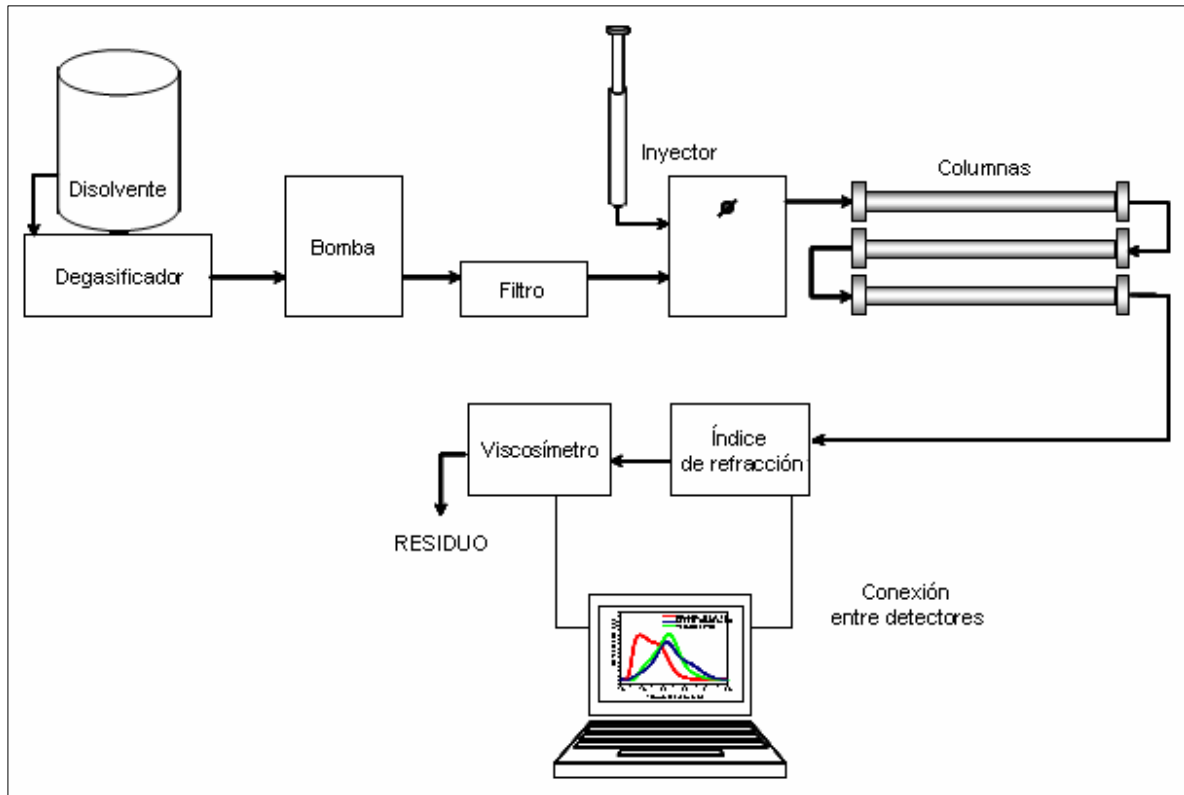 Disolvente
Degasificador
Bomba
Filtro
Inyector
Columnas
Índice
de refracción
Viscosímetro
RESIDUO
Conexión
entre detectores